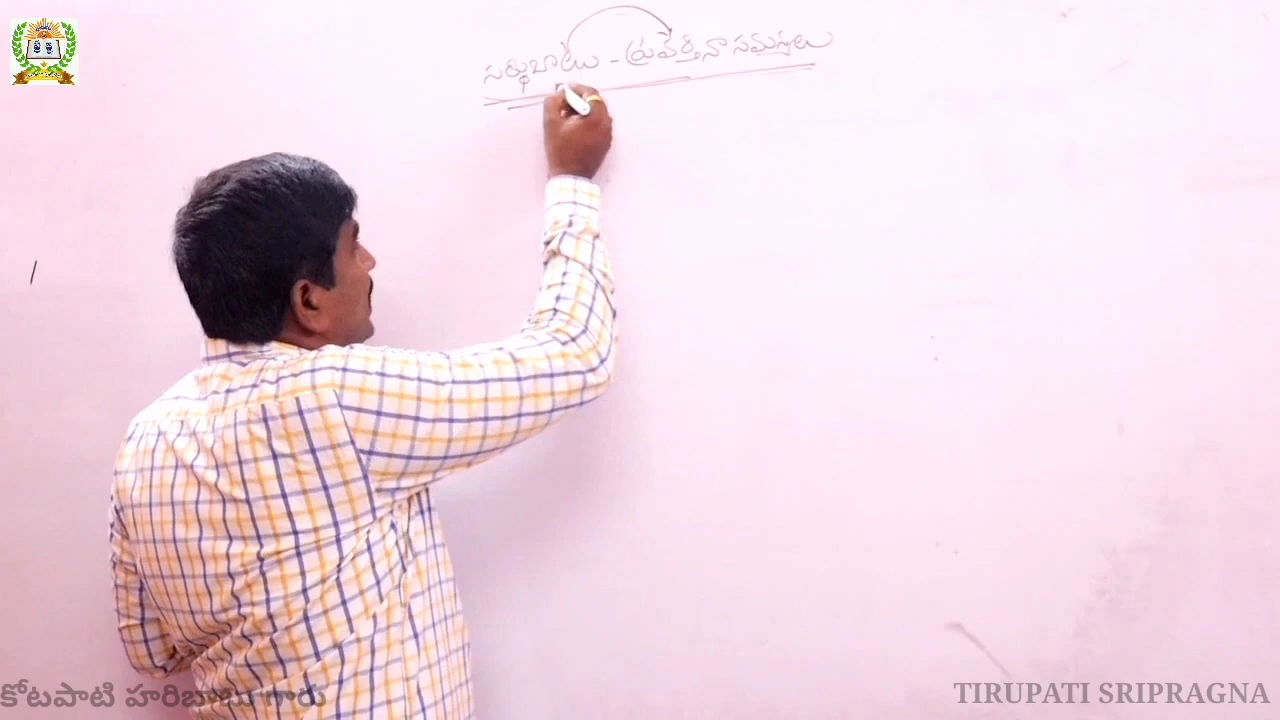 సర్థుబాటు - ప్రవర్తనా సమస్యలు
కోటపాటి హరిబాబు గారు
TIRUPATI SRIPRAGNA